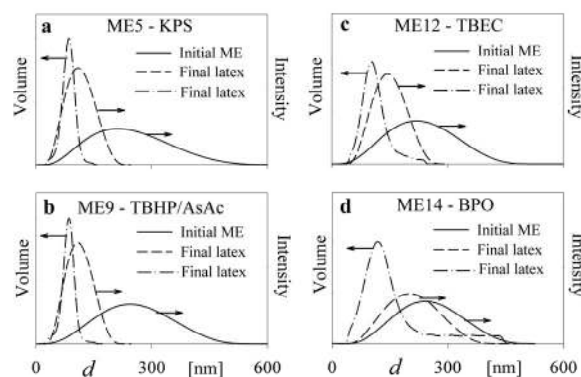 a
ME5 - KPS
Initial ME
Final latex
Final latex
Volume
Intensity
c
ME12 - TBEC
Initial ME
Final latex
Final latex
Volume
Intensity
b
ME9 - TBHP/AsAc
Initial ME
Final latex
Final latex
Volume
Intensity
0 d 300 [nm] 600
d
ME14 - BPO
Initial ME
Final latex
Final latex
Volume
Intensity
0 d 300 [nm] 600